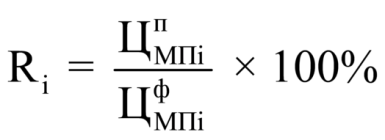 R_i = Ц^п_МПi / Ц^ф_МПi × 100%